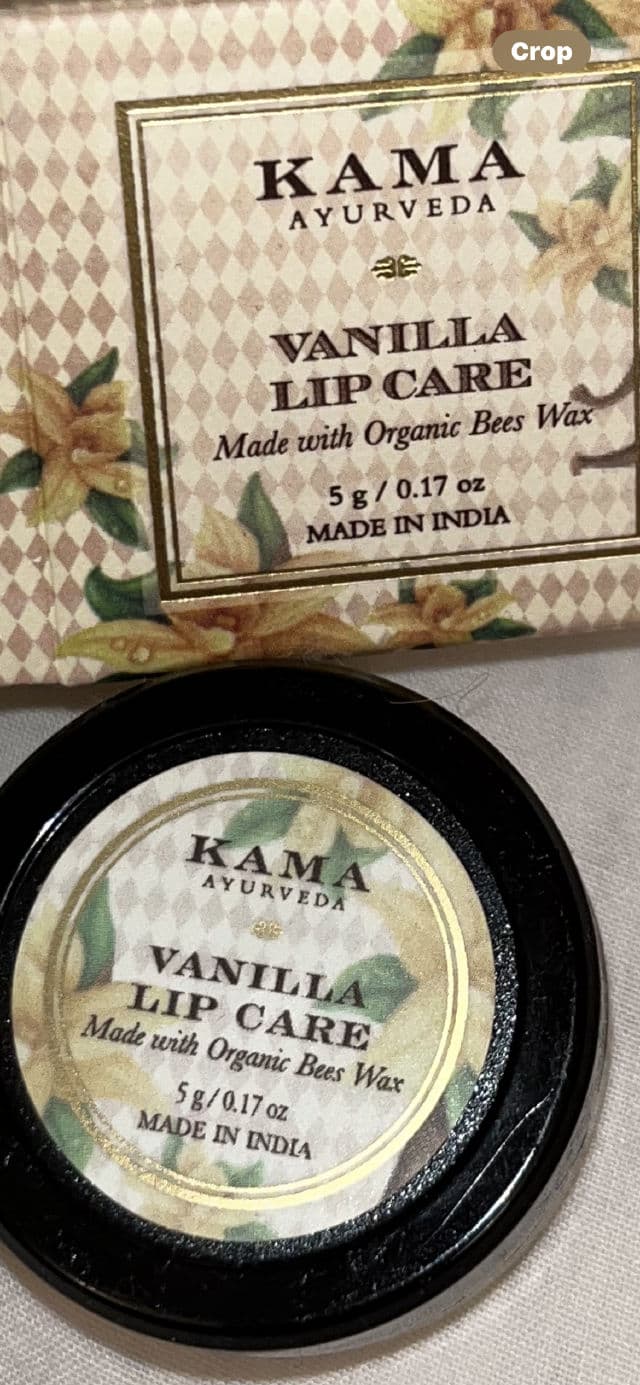 Crop
KAMA
AYURVEDA
VANILLA
LIP CARE
Made with Organic Bees Wax
5 g / 0.17 oz
MADE IN INDIA
KAMA
AYURVEDA
VANILLA
LIP CARE
Made with Organic Bees Wax
5 g/0.17 oz
MADE IN INDIA